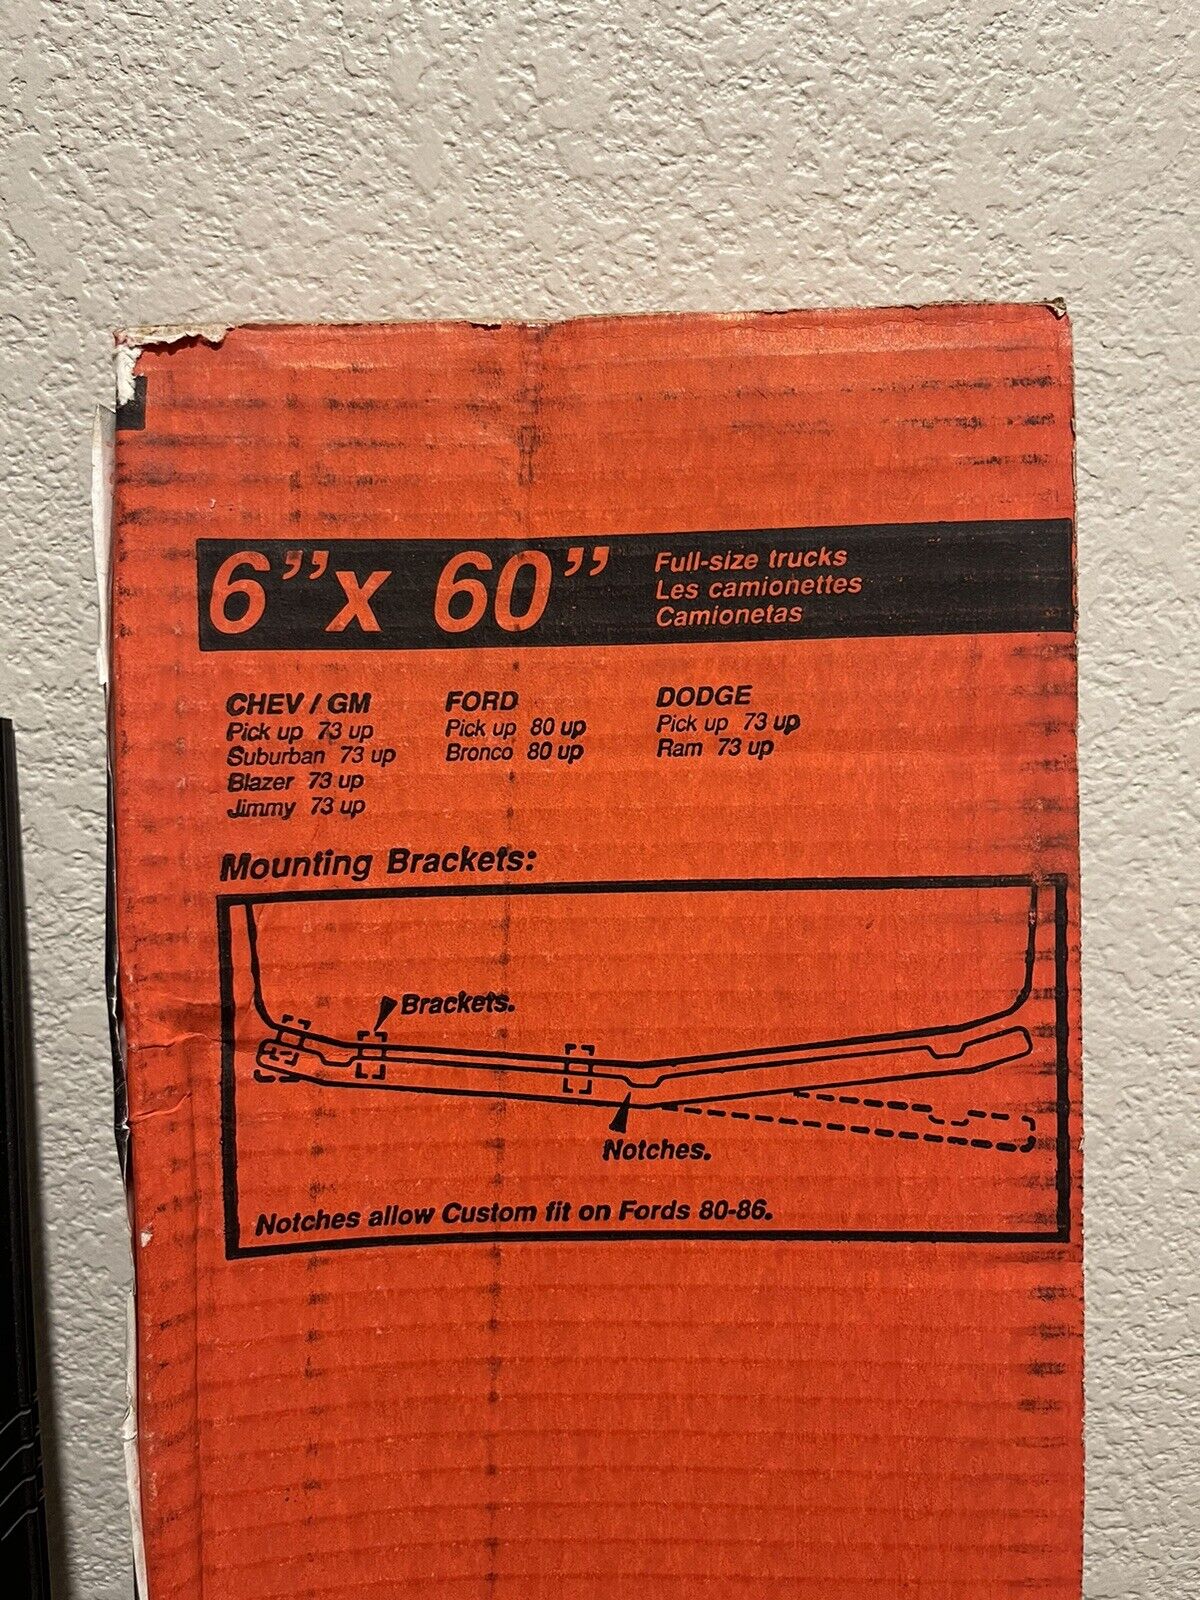 6” x 60”
Full-size trucks
Les camionettes
Camionetas
CHEV / GM
Pick up 73 up
Suburban 73 up
Blazer 73 up
Jimmy 73 up
FORD
Pick up 80 up
Bronco 80 up
DODGE
Pick up 73 up
Ram 73 up
Mounting Brackets:
Brackets.
Notches.
Notches allow Custom fit on Fords 80-86.